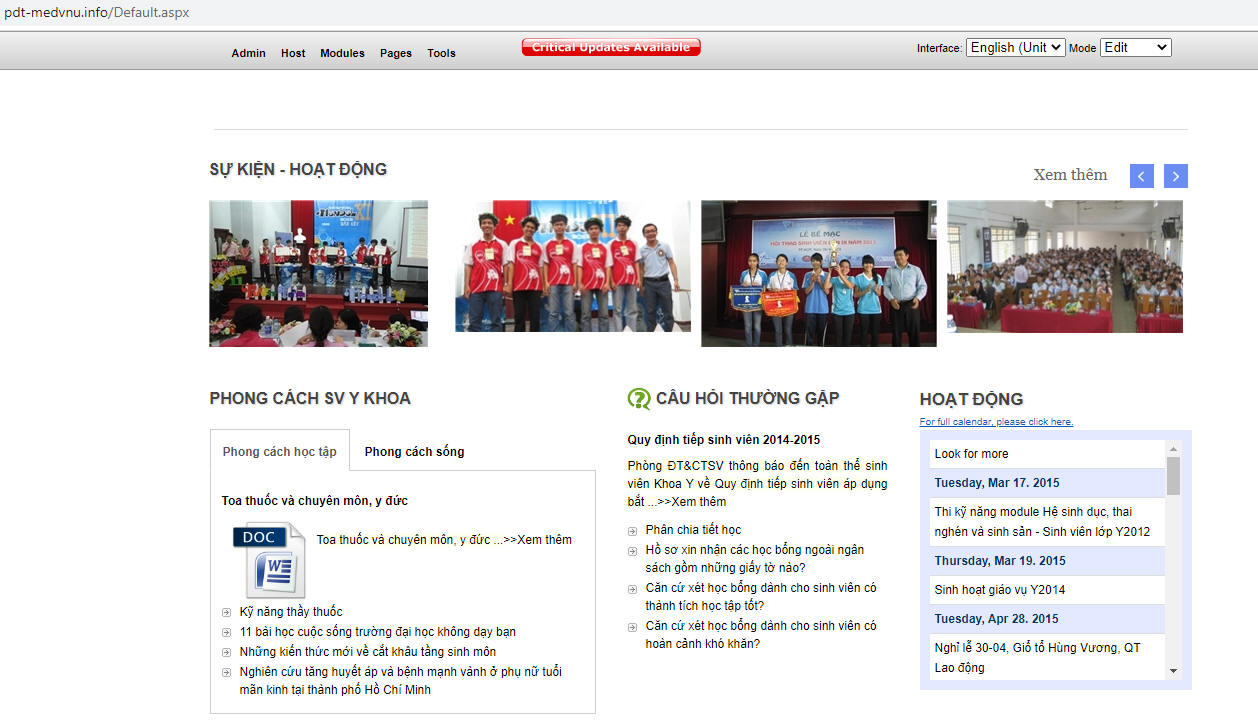 pdt-medvnu.info/Default.aspx
Admin Host Modules Pages Tools
Critical Updates Available
Interface: English (Unit Mode Edit
SỰ KIỆN - HOẠT ĐỘNG
Xem thêm
LỄ BẾ MẠC
PHONG CÁCH SV Y KHOA
Phong cách học tập
Phong cách sống
Toa thuốc và chuyên môn, y đức
DOC
W
Toa thuốc và chuyên môn, y đức ...>>Xem thêm
Kỹ năng thầy thuốc
11 bài học cuộc sống trường đại học không dạy bạn
Những kiến thức mới về cắt khâu tầng sinh môn
Nghiên cứu tăng huyết áp và bệnh mạnh vành ở phụ nữ tuổi
mãn kinh tại thành phố Hồ Chí Minh
CÂU HỎI THƯỜNG GẶP
Quy định tiếp sinh viên 2014-2015
Phòng ĐT&CTSV thông báo đến toàn thể sinh
viên Khoa Y về Quy định tiếp sinh viên áp dụng
bắt ...>>Xem thêm
Phân chia tiết học
Hồ sơ xin nhận các học bổng ngoài ngân
sách gồm những giấy tờ nào?
Căn cứ xét học bổng dành cho sinh viên có
thành tích học tập tốt?
Căn cứ xét học bổng dành cho sinh viên có
hoàn cảnh khó khăn?
HOẠT ĐỘNG
For full calendar, please click here.
Look for more
Tuesday, Mar 17. 2015
Thi kỹ năng module Hệ sinh dục, thai
nghén và sinh sản - Sinh viên lớp Y2012
Thursday, Mar 19. 2015
Sinh hoạt giáo vụ Y2014
Tuesday, Apr 28. 2015
Nghỉ lễ 30-04, Giổ tổ Hùng Vương, QT
Lao động